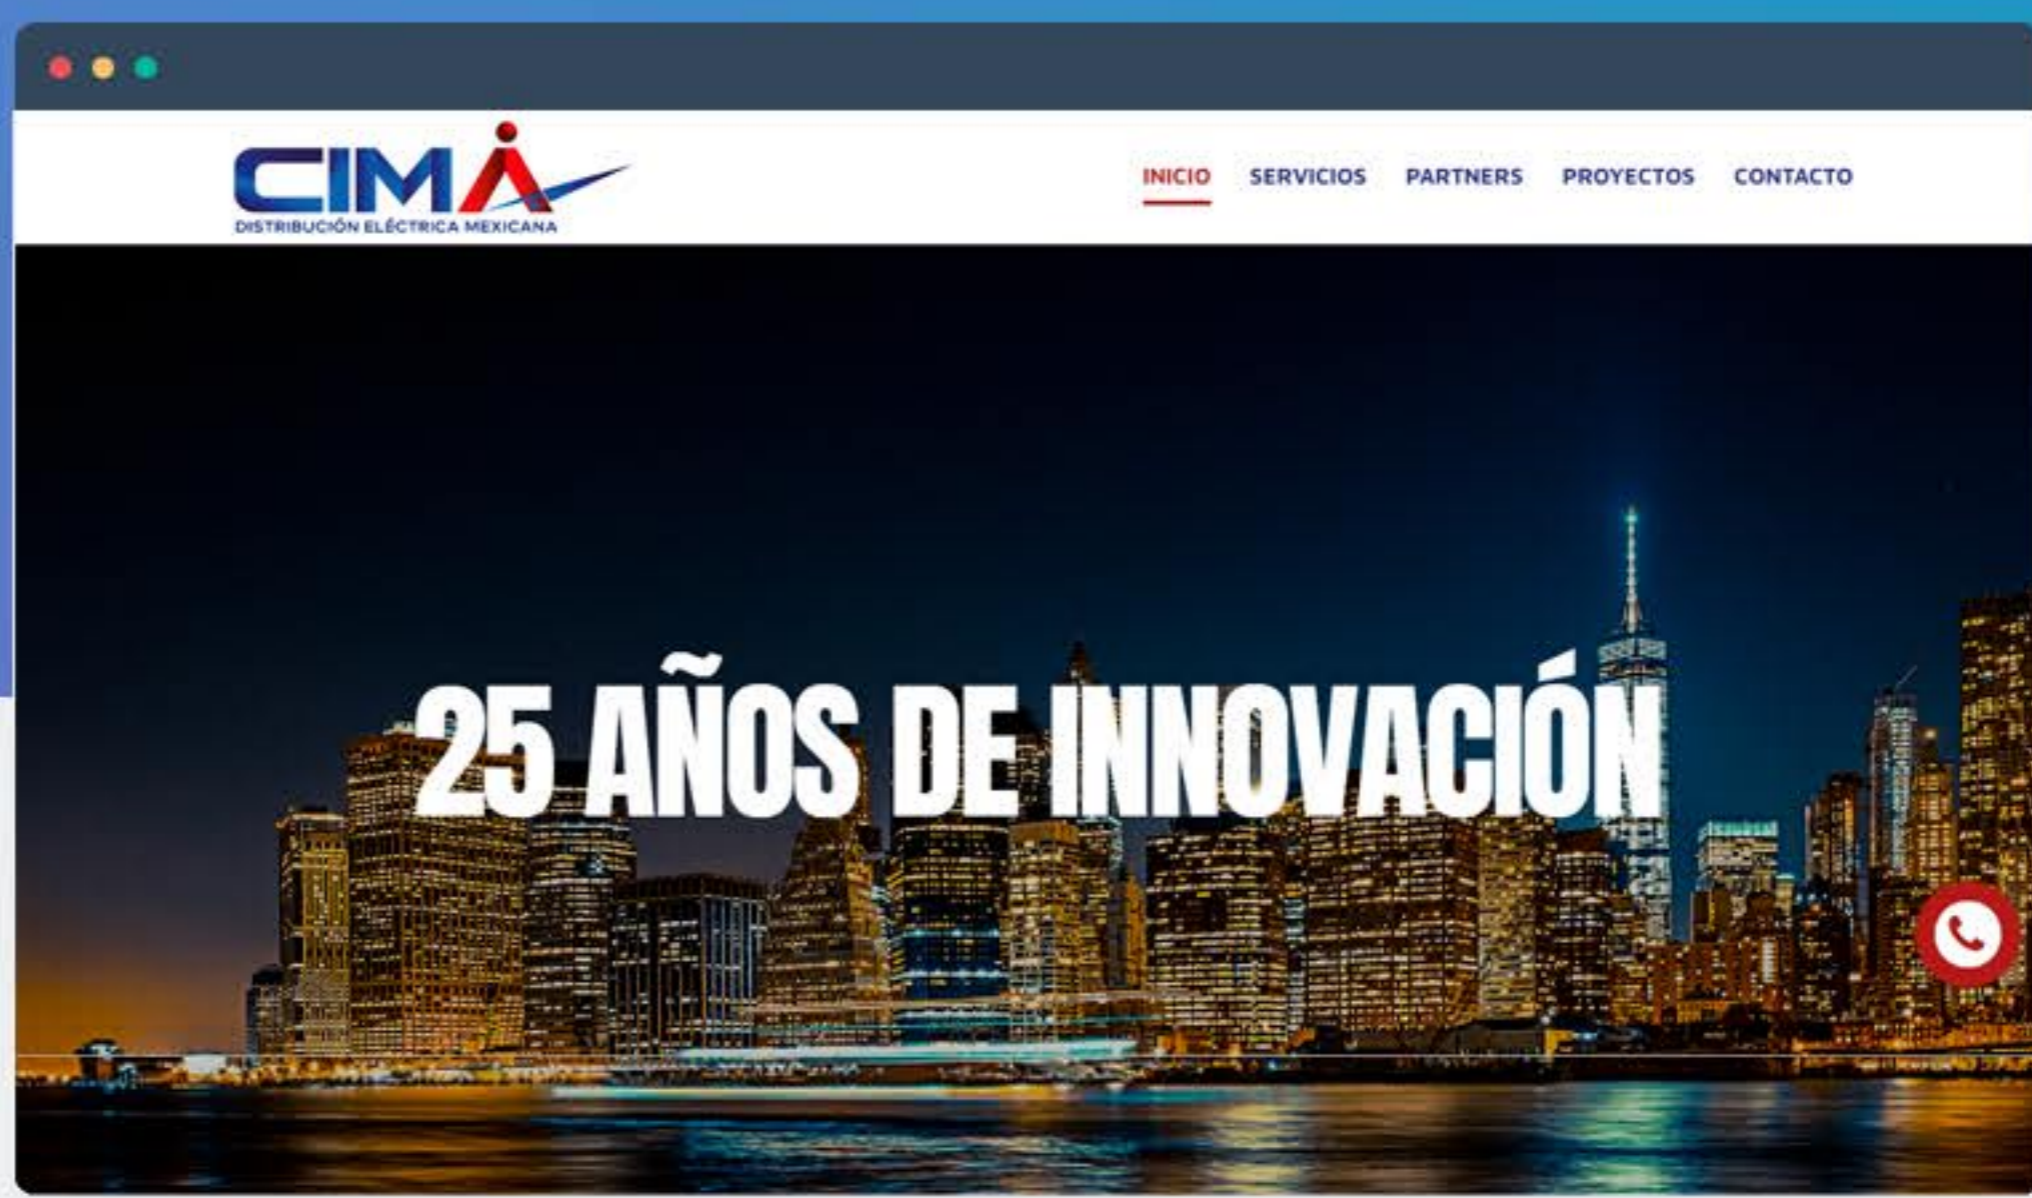 CIMA
DISTRIBUCIÓN ELÉCTRICA MEXICANA
INICIO SERVICIOS PARTNERS PROYECTOS CONTACTO
25 AÑOS DE INNOVACIÓN